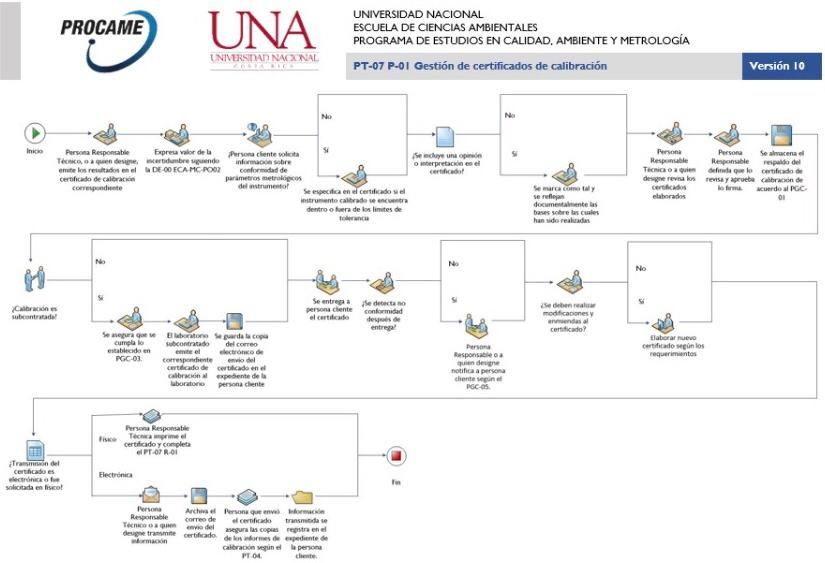 PROCAME
UNA
UNIVERSIDAD NACIONAL
COSTA RICA
UNIVERSIDAD NACIONAL
ESCUELA DE CIENCIAS AMBIENTALES
PROGRAMA DE ESTUDIOS EN CALIDAD, AMBIENTE Y METROLOGÍA
PT-07 P-01 Gestión de certificados de calibración
Versión 10
Inicio
Persona Responsable
Técnico, o a quien designe,
emite los resultados en el
certificado de calibración
correspondiente
Expresa valor de la
incertidumbre siguiendo
la DE-00 ECA-MC-PO02
¿Persona cliente solicita
información sobre
conformidad de
parámetros metrológicos
del instrumento?
No
Sí
Se especifica en el certificado si el
instrumento calibrado se encuentra
dentro o fuera de los límites de
tolerancia
¿Se incluye una opinión
o interpretación en el
certificado?
No
Sí
Se marca como tal y
se reflejan
documentalmente las
bases sobre las cuales
han sido realizadas
Persona
Responsable
Técnica o a quien
designe revisa los
certificados
elaborados
Persona
Responsable
definida que lo
revisa y aprueba
lo firma.
Se almacena el
respaldo del
certificado de
calibración de
acuerdo al PGC-
01
¿Calibración es
subcontratada?
No
Sí
Se asegura que se
cumpla lo
establecido en
PGC-03.
El laboratorio
subcontratado
emite el
correspondiente
certificado de
calibración al
laboratorio
Se guarda la copia
del correo
electrónico de
envío del
certificado en el
expediente de la
persona cliente
Se entrega a
persona cliente
el certificado
¿Se detecta no
conformidad
después de
entrega?
No
Sí
Persona
Responsable o a
quien designe
notifica a persona
cliente según el
PGC-05.
¿Se deben realizar
modificaciones y
enmiendas al
certificado?
No
Sí
Elaborar nuevo
certificado según los
requerimientos
¿Transmisión del
certificado es
electrónica o fue
solicitada en físico?
Físico
Persona Responsable
Técnica imprime el
certificado y completa
el PT-07 R-01
Electrónica
Persona
Responsable
Técnico o a quien
designe transmite
información
Archiva el
correo de
envío del
certificado.
Persona que envió
el certificado
asegura las copias
de los informes de
calibración según el
PT-04.
Información
transmitida se
registra en el
expediente de
la persona
cliente.
Fin